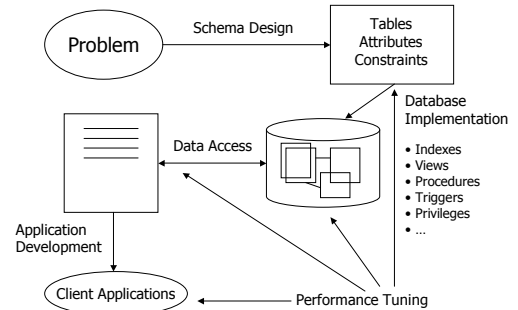 Problem
Schema Design
Tables
Attributes
Constraints
Data Access
Database
Implementation
• Indexes
• Views
• Procedures
• Triggers
• Privileges
• ...
Application
Development
Client Applications
Performance Tuning